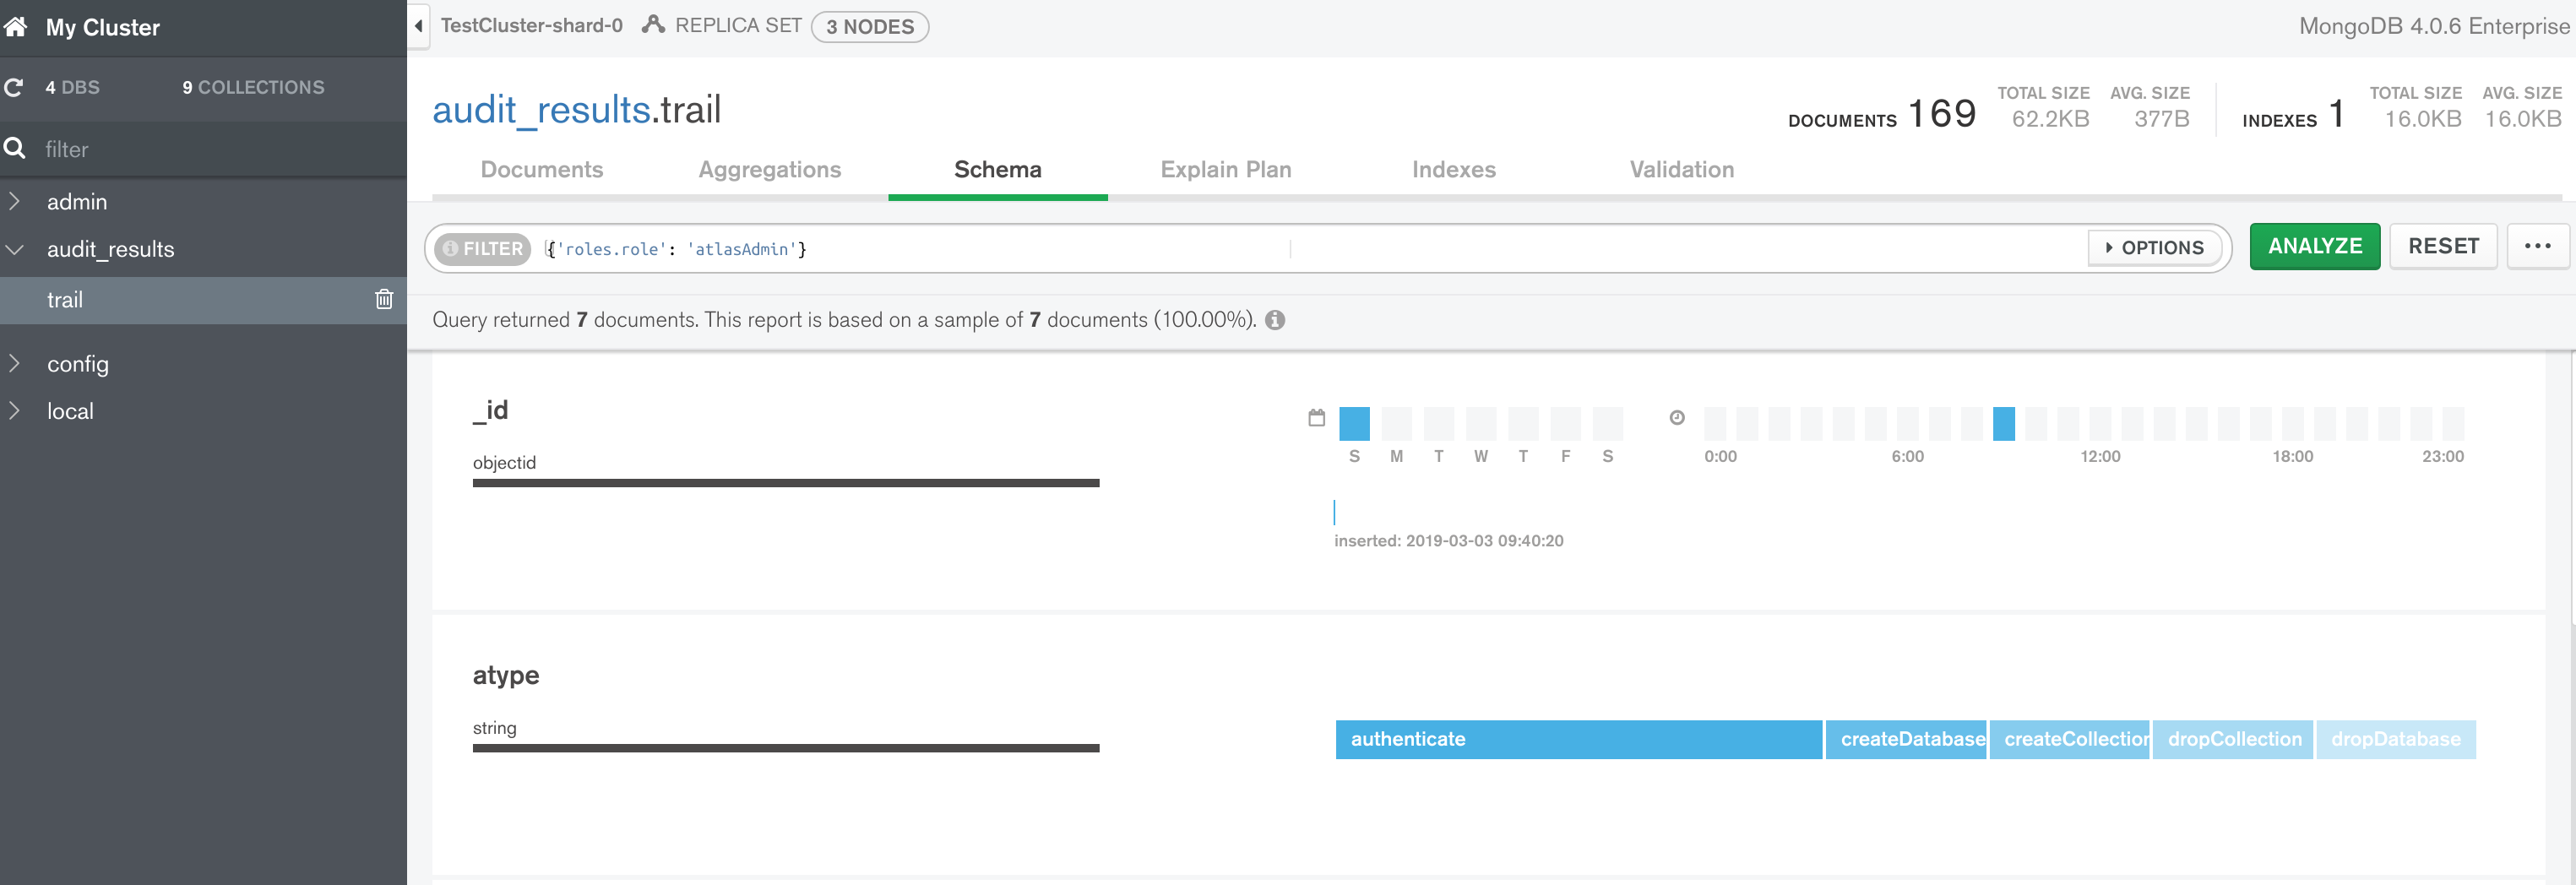 My Cluster
4 DBS 9 COLLECTIONS
filter
admin
audit_results
trail
config
local
TestCluster-shard-0 REPLICA SET 3 NODES
MongoDB 4.0.6 Enterprise
audit_results.trail
DOCUMENTS 169 TOTAL SIZE 62.2KB AVG. SIZE 377B
INDEXES 1 TOTAL SIZE 16.0KB AVG. SIZE 16.0KB
Documents Aggregations Schema Explain Plan Indexes Validation
FILTER {'roles.role': 'atlasAdmin'} OPTIONS ANALYZE RESET ...
Query returned 7 documents. This report is based on a sample of 7 documents (100.00%).
_id
objectid
S M T W T F S
0:00 6:00 12:00 18:00 23:00
inserted: 2019-03-03 09:40:20
atype
string
authenticate createDatabase createCollection dropCollection dropDatabase